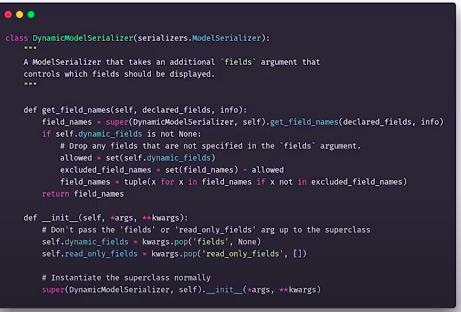 class DynamicModelSerializer(serializers.ModelSerializer):
    """
    A ModelSerializer that takes an additional `fields` argument that
    controls which fields should be displayed.
    """
    def get_field_names(self, declared_fields, info):
        field_names = super(DynamicModelSerializer, self).get_field_names(declared_fields, info)
        if self.dynamic_fields is not None:
            # Drop any fields that are not specified in the `fields` argument.
            allowed = set(self.dynamic_fields)
            excluded_field_names = set(field_names) - allowed
            field_names = tuple(x for x in field_names if x not in excluded_field_names)
        return field_names
    def __init__(self, *args, **kwargs):
        # Don't pass the 'fields' or 'read_only_fields' arg up to the superclass
        self.dynamic_fields = kwargs.pop('fields', None)
        self.read_only_fields = kwargs.pop('read_only_fields', [])
        # Instantiate the superclass normally
        super(DynamicModelSerializer, self).__init__(*args, **kwargs)